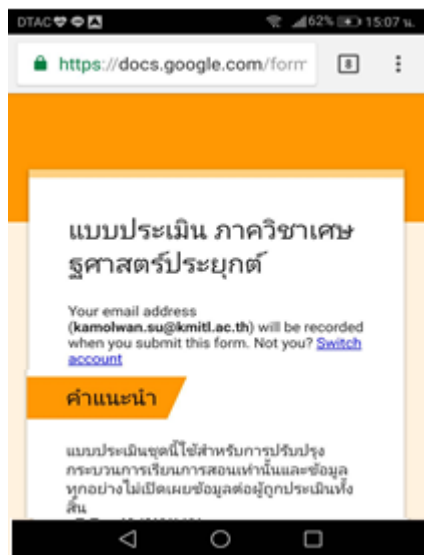 DTAC 62% 15:07 น.
https://docs.google.com/form 8
แบบประเมิน ภาควิชาเศษ
ฐศาสตร์ประยุกต์
Your email address
(kamolwan.su@kmitl.ac.th) will be recorded
when you submit this form. Not you? Switch
account
คำแนะนำ
แบบประเมินชุดนี้ใช้สำหรับการปรับปรุง
กระบวนการเรียนการสอนเท่านั้นและข้อมูล
ทุกอย่างไม่เปิดเผยข้อมูลต่อผู้ถูกประเมินทั้ง
สิ้น